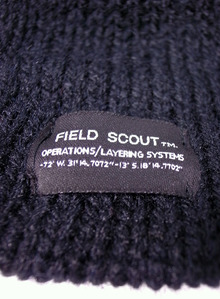 FIELD SCOUT TM.
OPERATIONS/LAYERING SYSTEMS
-72' W. 31' 14.7072"-13' S.18' 14.7702"